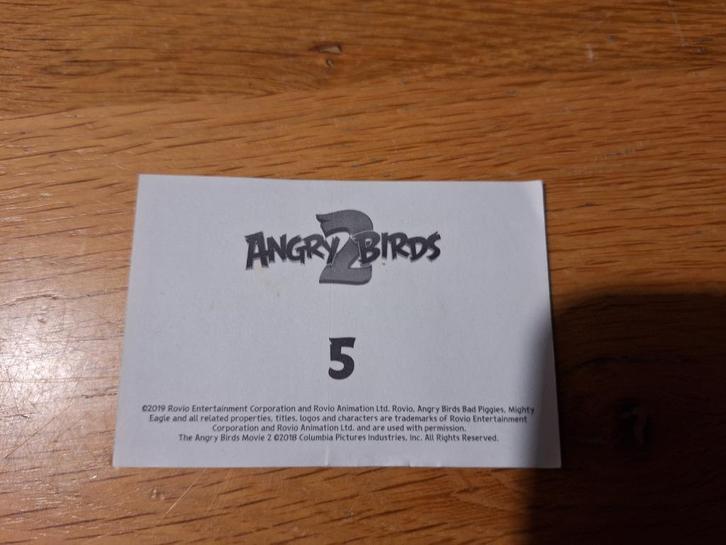 ANGRY 2 BIRDS
5
©2019 Rovio Entertainment Corporation and Rovio Animation Ltd. Rovio, Angry Birds Bad Piggies, Mighty
Eagle and all related properties, titles, logos and characters are trademarks of Rovio Entertainment
Corporation and Rovio Animation Ltd. and are used with permission.
The Angry Birds Movie 2 ©2018 Columbia Pictures Industries, Inc. All Rights Reserved.